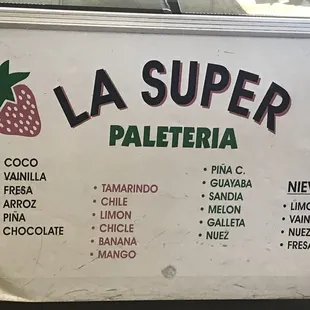 LA SUPER
PALETERIA
COCO
VAINILLA
FRESA
ARROZ
PIÑA
CHOCOLATE
• TAMARINDO
• CHILE
• LIMON
• CHICLE
• BANANA
• MANGO
• PIÑA C.
• GUAYABA
• SANDIA
• MELON
• GALLETA
• NUEZ
NIEV
• LIMO
• VAIN
• NUEZ
• FRES